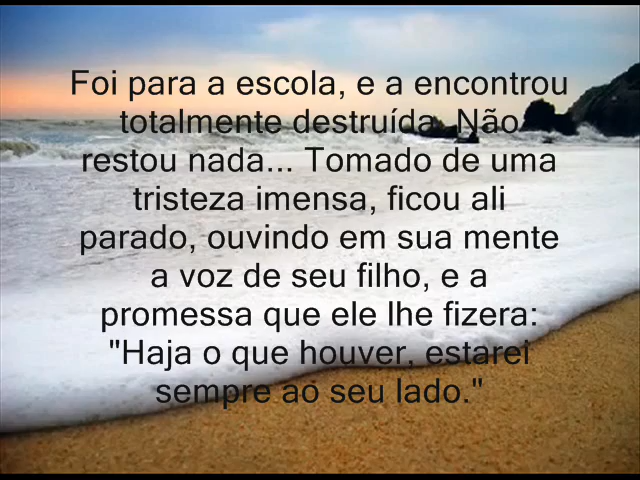 Foi para a escola, e a encontrou
totalmente destruída. Não
restou nada... Tomado de uma
tristeza imensa, ficou ali
parado, ouvindo em sua mente
a voz de seu filho, e a
promessa que ele lhe fizera:
"Haja o que houver, estarei
sempre ao seu lado."